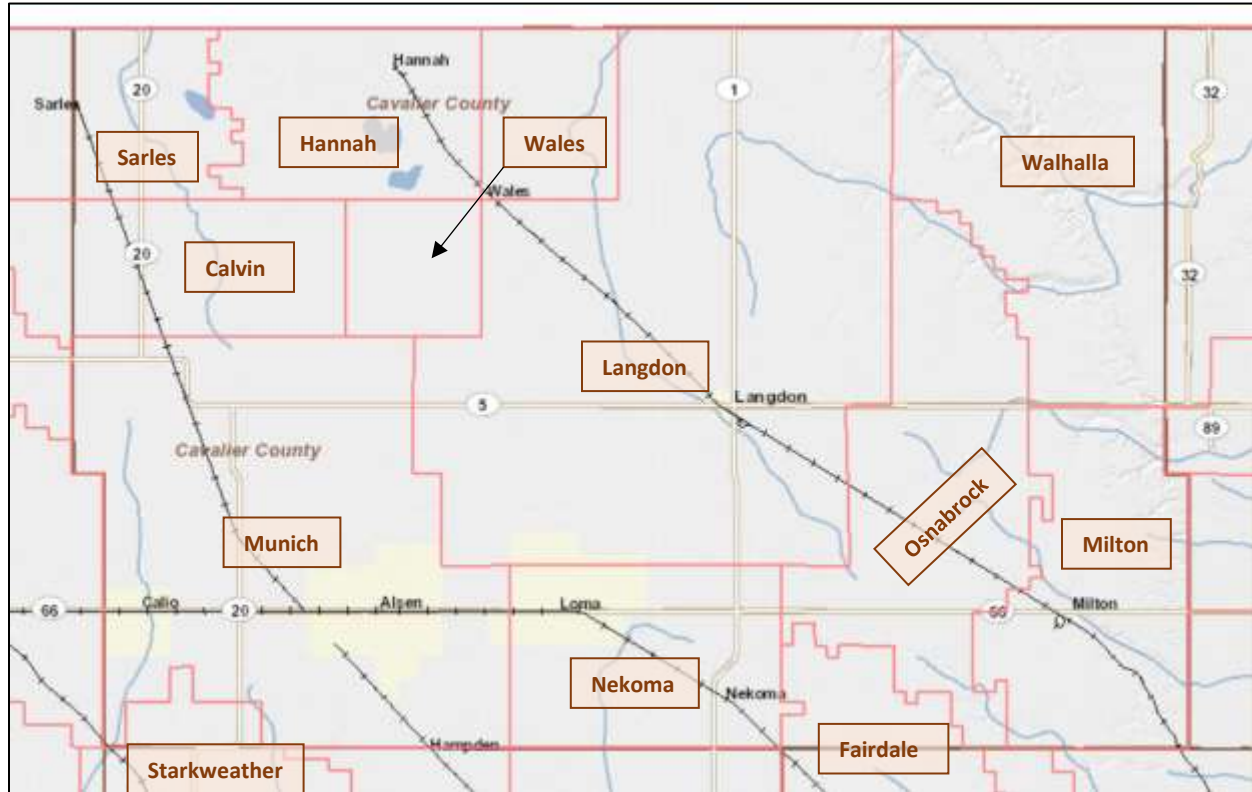 Hannah
20
1
32
Sarles
Cavalier County
Sarles
Hannah
Wales
Walhalla
Wales
20
Calvin
32
Langdon
Langdon
5
89
Cavalier County
Osnabrock
Munich
Milton
66
Calio
20
Alsen
Loma
66
Milton
Nekoma
Nekoma
Hampden
Fairdale
Starkweather